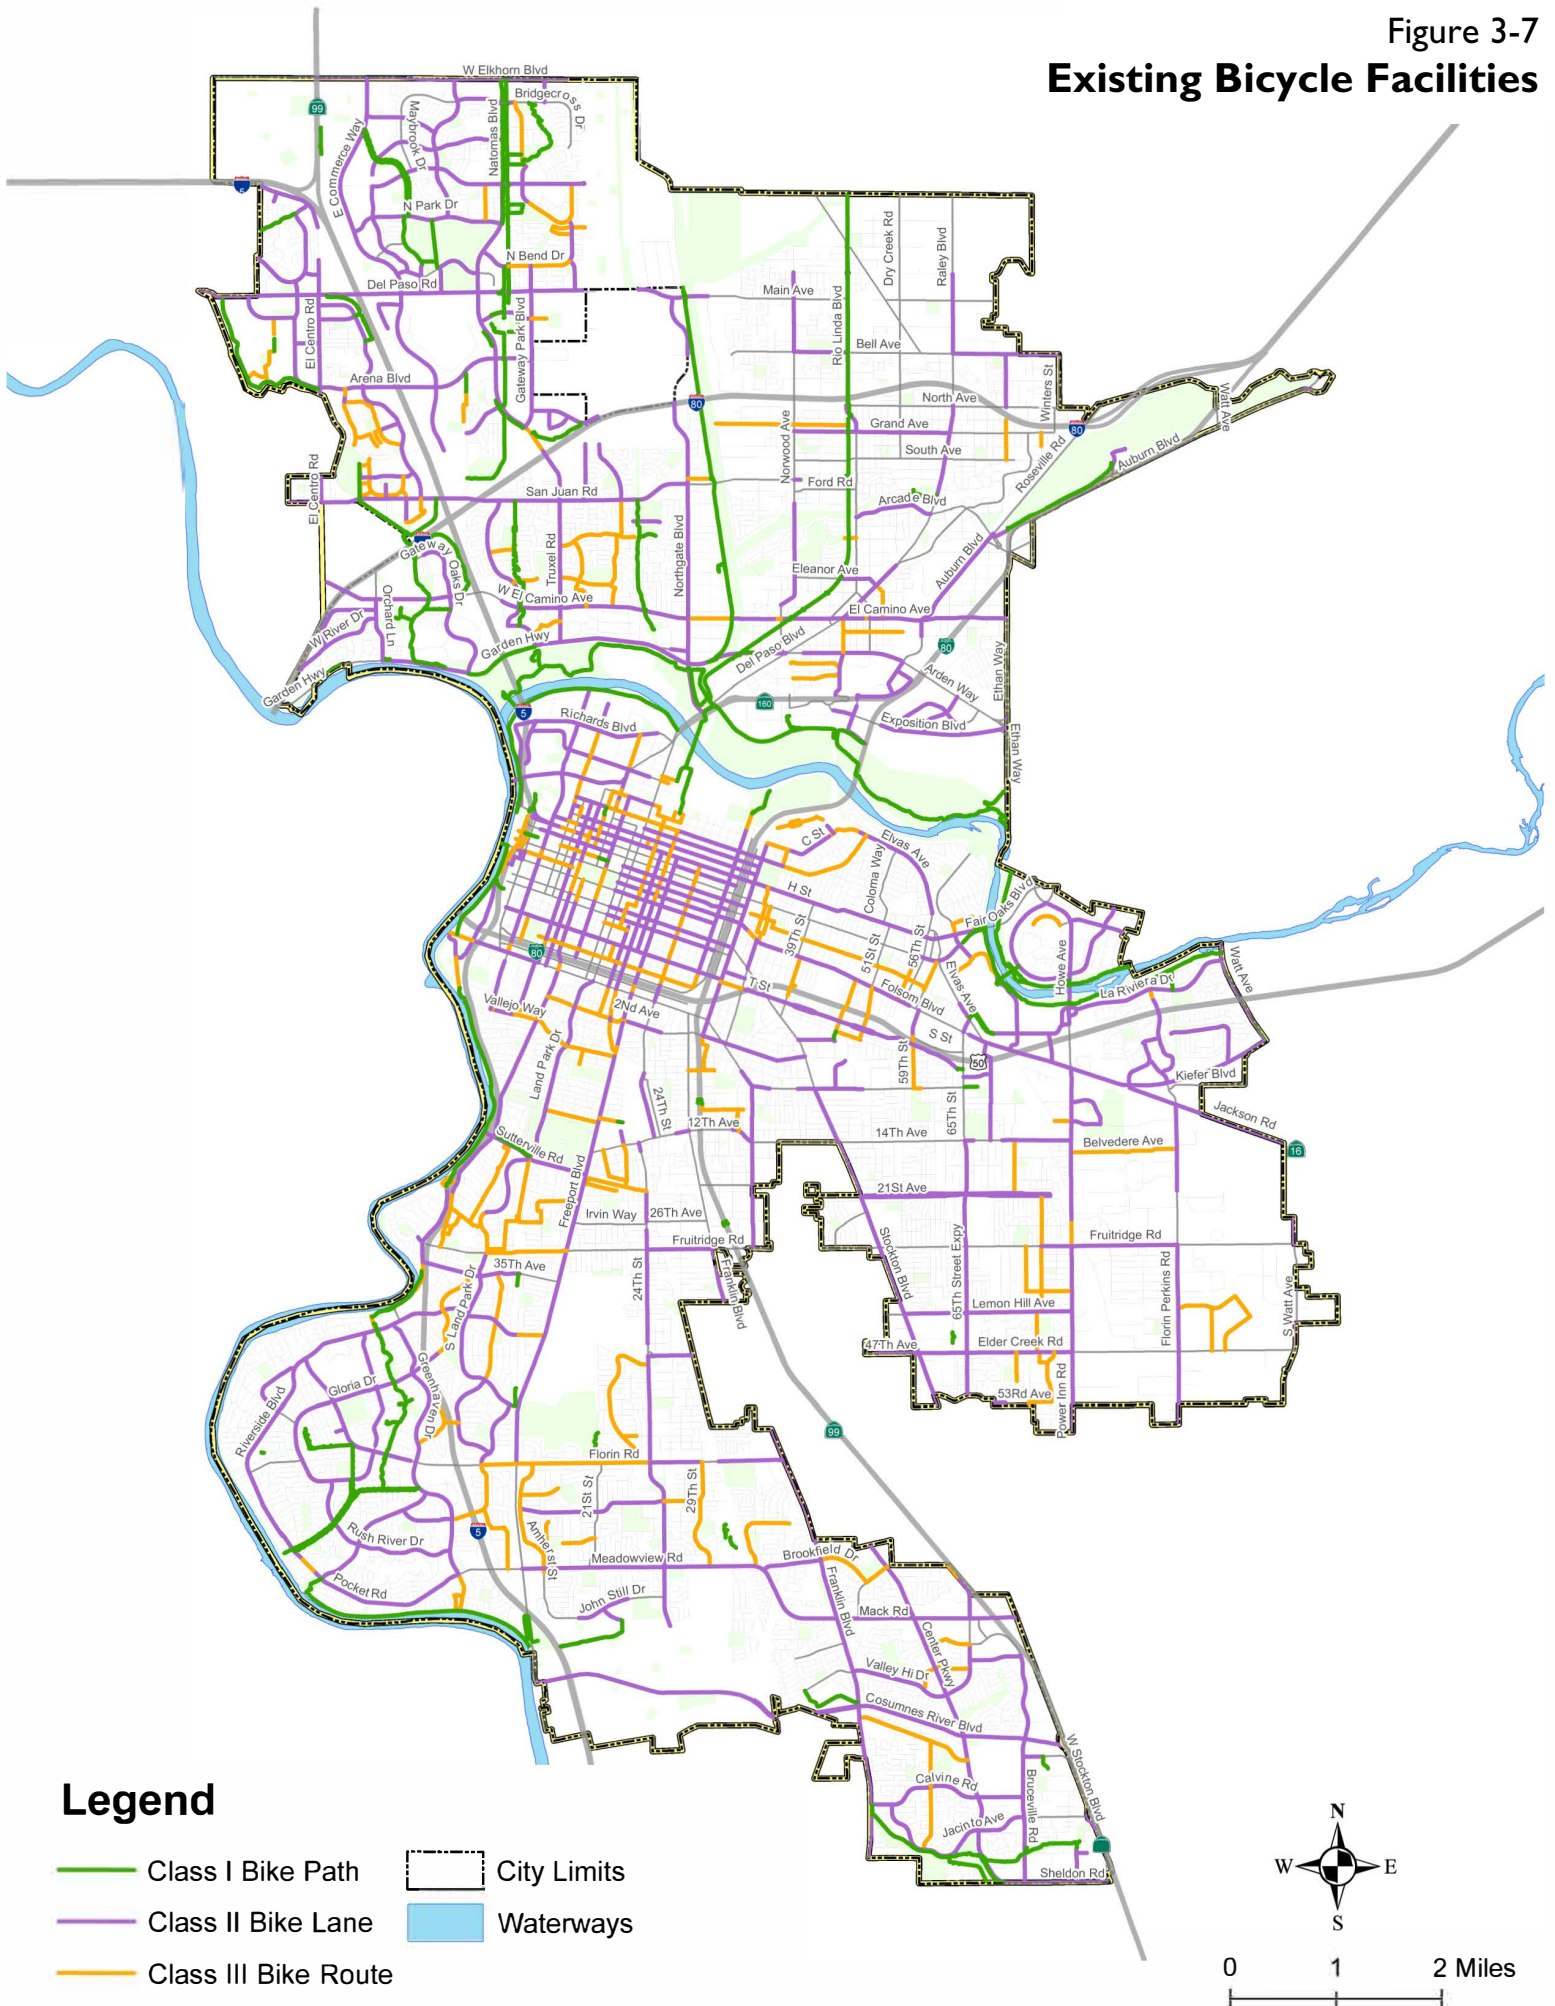 Figure 3-7
Existing Bicycle Facilities
W Elkhorn Blvd
Bridgecross Dr
99
Maybrook Dr
Natomas Blvd
E Commerce Way
N Park Dr
N Bend Dr
Del Paso Rd
Dry Creek Rd
Raley Blvd
Main Ave
Rio Linda Blvd
El Centro Rd
Gateway Park Blvd
Bell Ave
Arena Blvd
80
North Ave
Winters St
Watt Ave
Norwood Ave
Grand Ave
80
South Ave
Roseville Rd
Auburn Blvd
El Centro Rd
San Juan Rd
Ford Rd
Arcade Blvd
Northgate Blvd
Gateway Oaks Dr
Truxel Rd
Auburn Blvd
Eleanor Ave
Orchard Ln
W El Camino Ave
El Camino Ave
W River Dr
Garden Hwy
Del Paso Blvd
80
Ethan Way
Garden Hwy
Arden Way
160
5
Richards Blvd
Exposition Blvd
Ethan Way
C St
Elvas Ave
Coloma Way
H St
Fair Oaks Blvd
39Th St
51St St
56Th St
80
Howe Ave
Watt Ave
Elvas Ave
La Riviera Dr
T St
Folsom Blvd
Vallejo Way
2Nd Ave
S St
Land Park Dr
59Th St
50
Kiefer Blvd
24Th St
65Th St
Jackson Rd
12Th Ave
14Th Ave
Belvedere Ave
16
Sutterville Rd
Freeport Blvd
21St Ave
Irvin Way
26Th Ave
Fruitridge Rd
Fruitridge Rd
Stockton Blvd
65Th Street Expy
Florin Perkins Rd
35Th Ave
24Th St
Franklin Blvd
S Land Park Dr
Lemon Hill Ave
S Watt Ave
47Th Ave
Elder Creek Rd
Greenhaven Dr
Gloria Dr
53Rd Ave
Power Inn Rd
Riverside Blvd
99
Florin Rd
21St St
29Th St
5
Rush River Dr
Amherst St
Meadowview Rd
Brookfield Dr
Pocket Rd
John Still Dr
Franklin Blvd
Mack Rd
Center Pkwy
Valley Hi Dr
Cosumnes River Blvd
W Stockton Blvd
Calvine Rd
Bruceville Rd
Jacinto Ave
Sheldon Rd
Legend
Class I Bike Path
City Limits
Class II Bike Lane
Waterways
Class III Bike Route
N
W
E
S
0
1
2 Miles